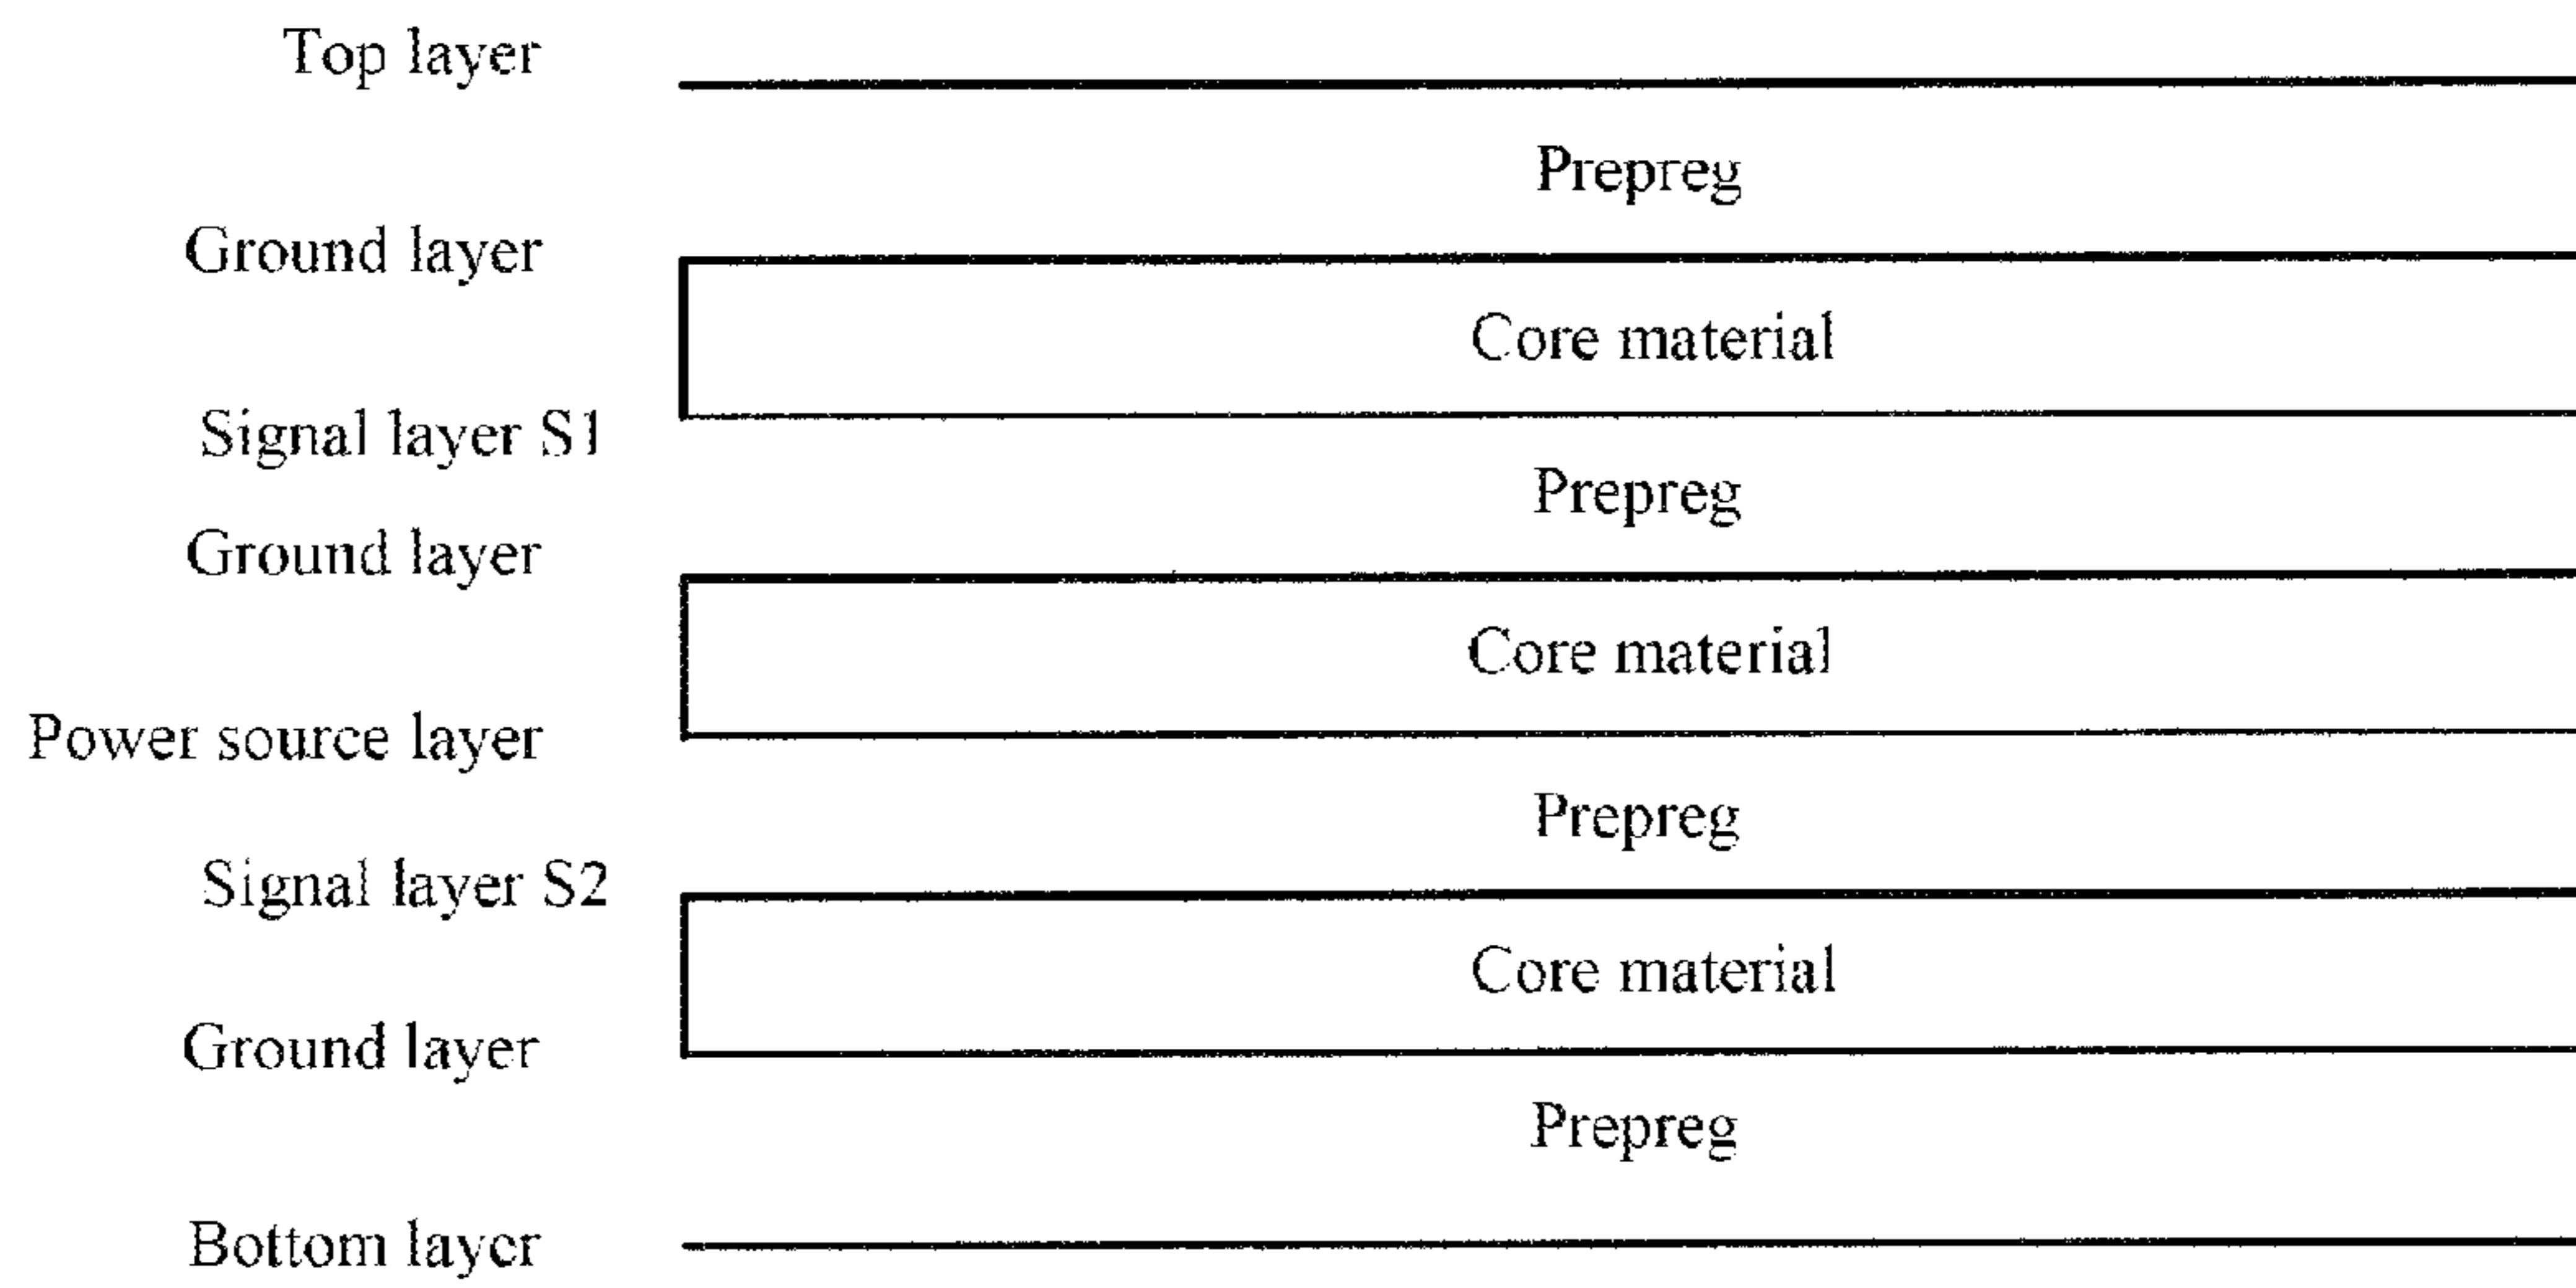 Top layer
Prepreg
Ground layer
Core material
Signal layer S1
Prepreg
Ground layer
Core material
Power source layer
Prepreg
Signal layer S2
Core material
Ground layer
Prepreg
Bottom layer